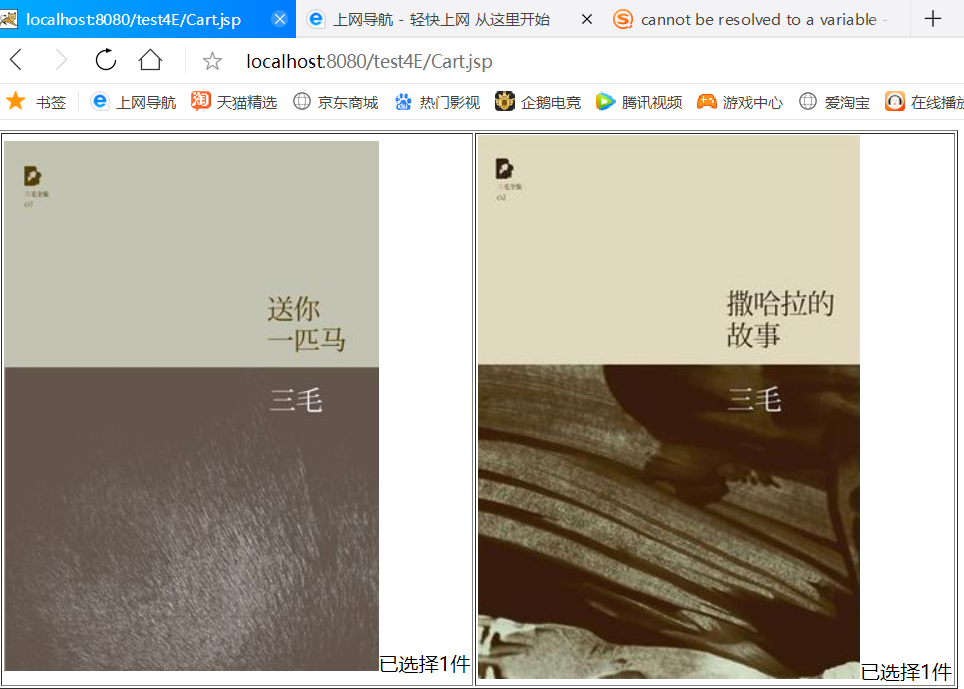 localhost:8080/test4E/Cart.jsp
上网导航 - 轻快上网 从这里开始
cannot be resolved to a variable -
localhost:8080/test4E/Cart.jsp
书签 上网导航 天猫精选 京东商城 热门影视 企鹅电竞 腾讯视频 游戏中心 爱淘宝 在线播放
三毛全集
07
送你
一匹马
三毛
已选择1件
三毛全集
02
撒哈拉的
故事
三毛
已选择1件